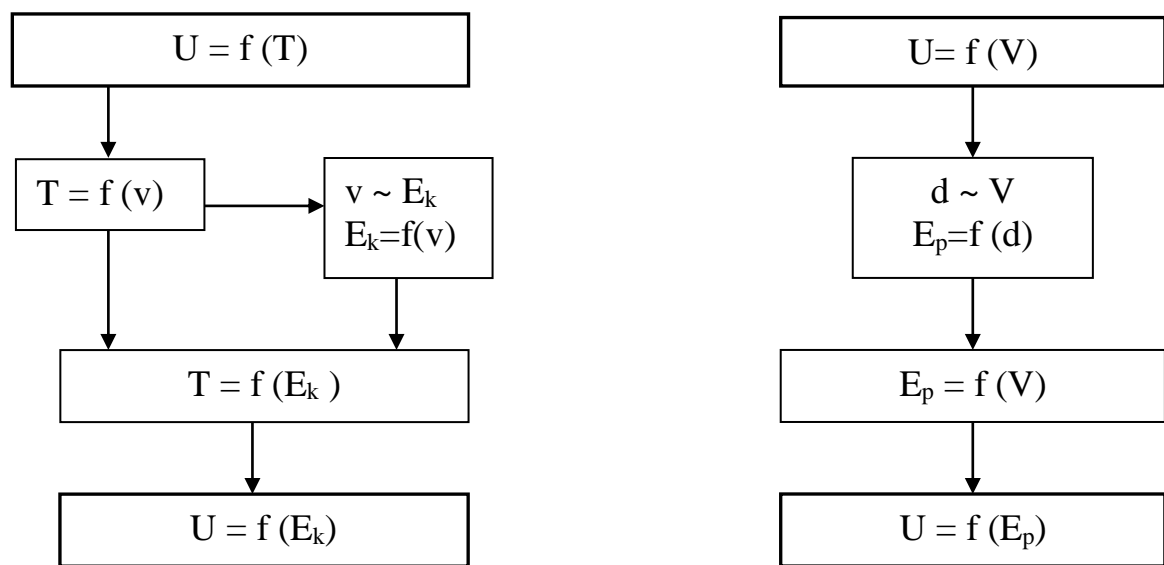 U = f (T)
U= f (V)
T = f (v)
v ~ Eₖ
Eₖ=f(v)
d ~ V
Eₚ=f (d)
T = f (Eₖ )
Eₚ = f (V)
U = f (Eₖ)
U = f (Eₚ)